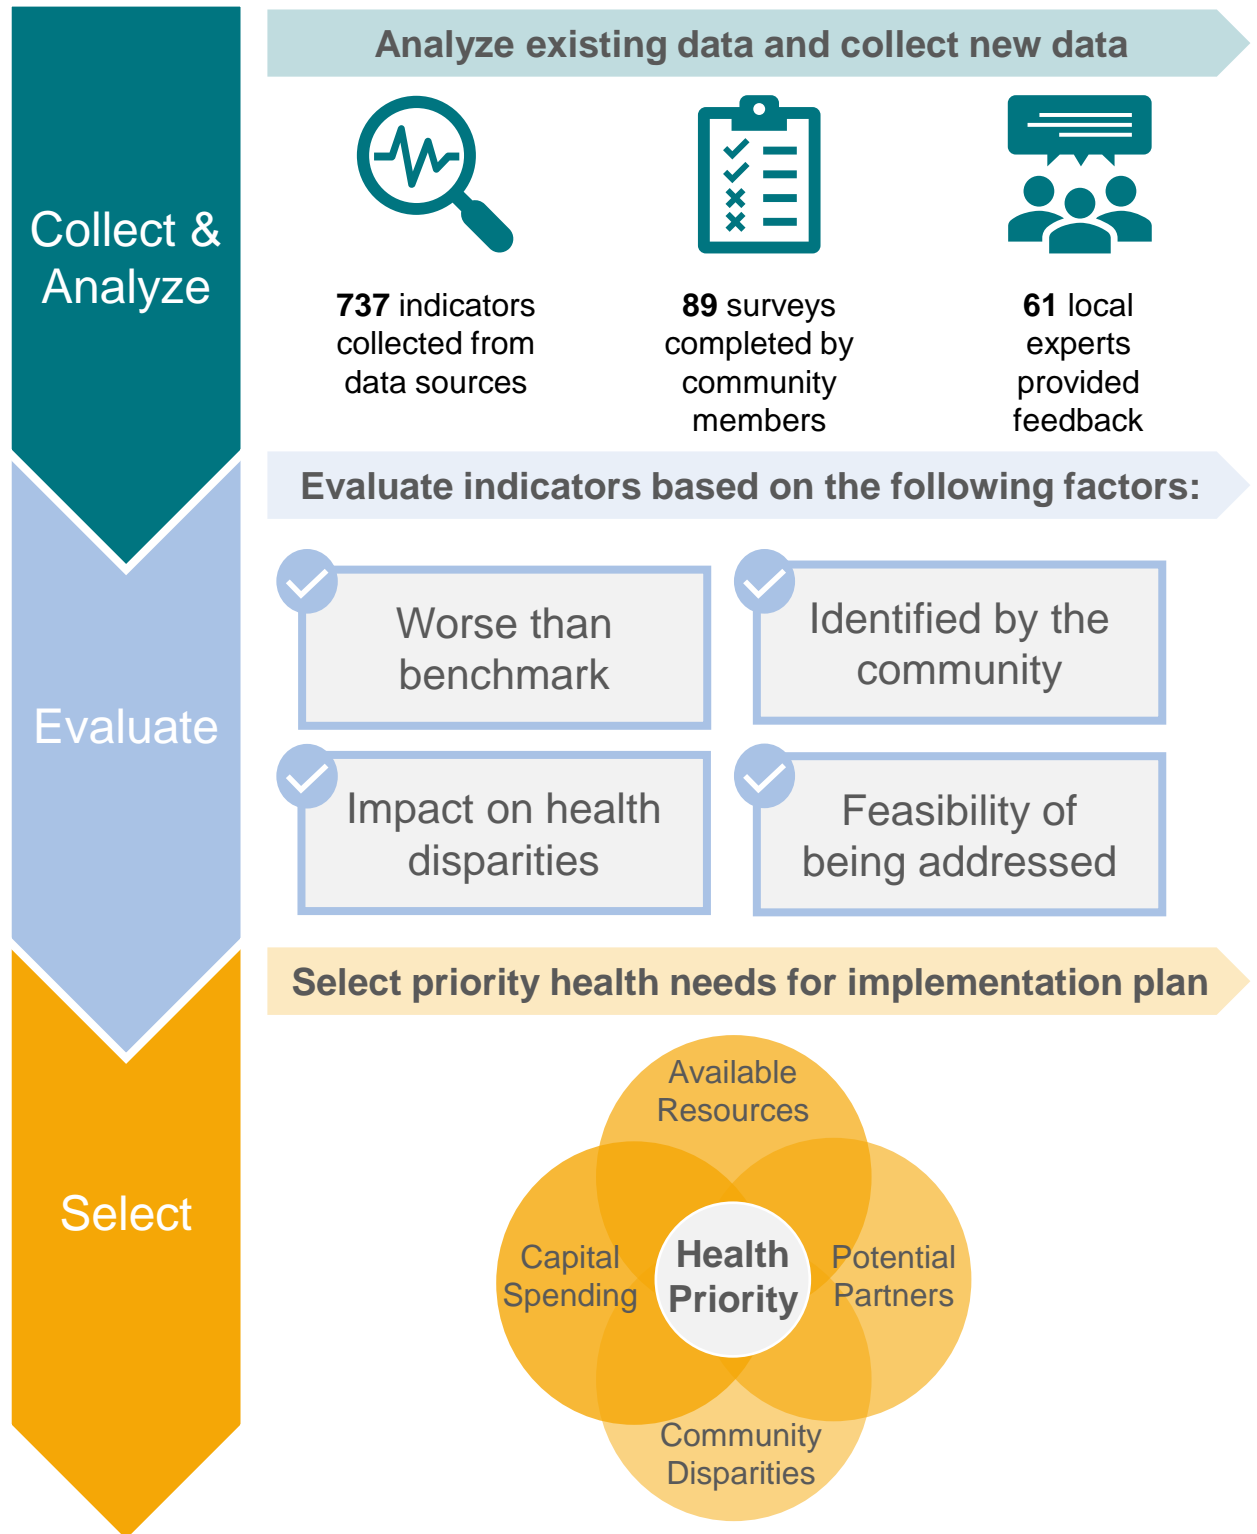 Analyze existing data and collect new data
Collect &
Analyze
737 indicators
collected from
data sources
89 surveys
completed by
community
members
61 local
experts
provided
feedback
Evaluate indicators based on the following factors:
Evaluate
Worse than
benchmark
Identified by the
community
Impact on health
disparities
Feasibility of
being addressed
Select priority health needs for implementation plan
Select
Available
Resources
Capital
Spending
Health
Priority
Potential
Partners
Community
Disparities